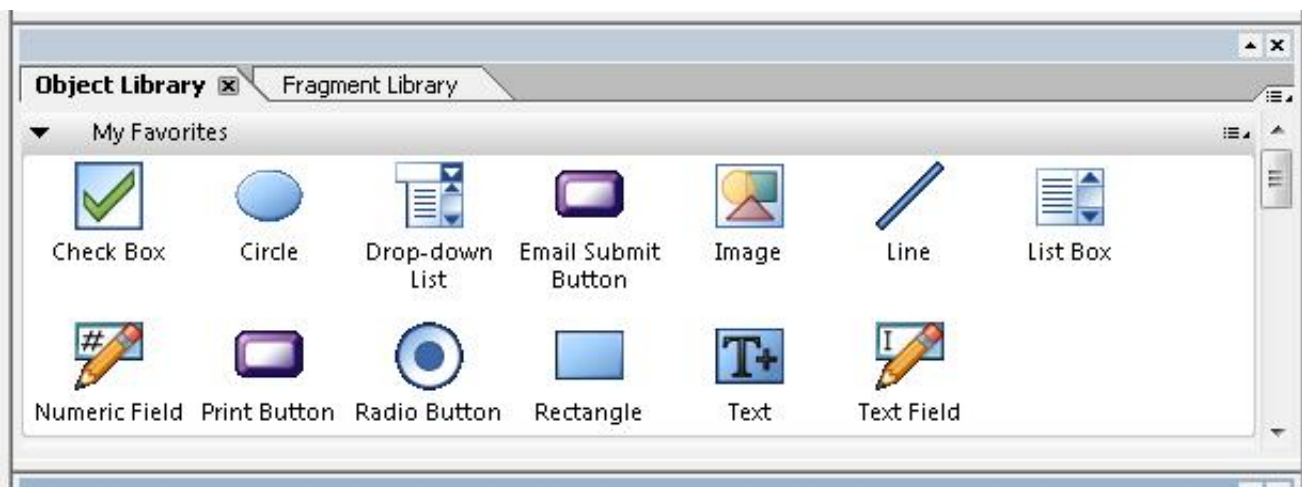 Object Library Fragment Library
My Favorites
Check Box Circle Drop-down List Email Submit Button Image Line List Box
# I
T+
Numeric Field Print Button Radio Button Rectangle Text Text Field